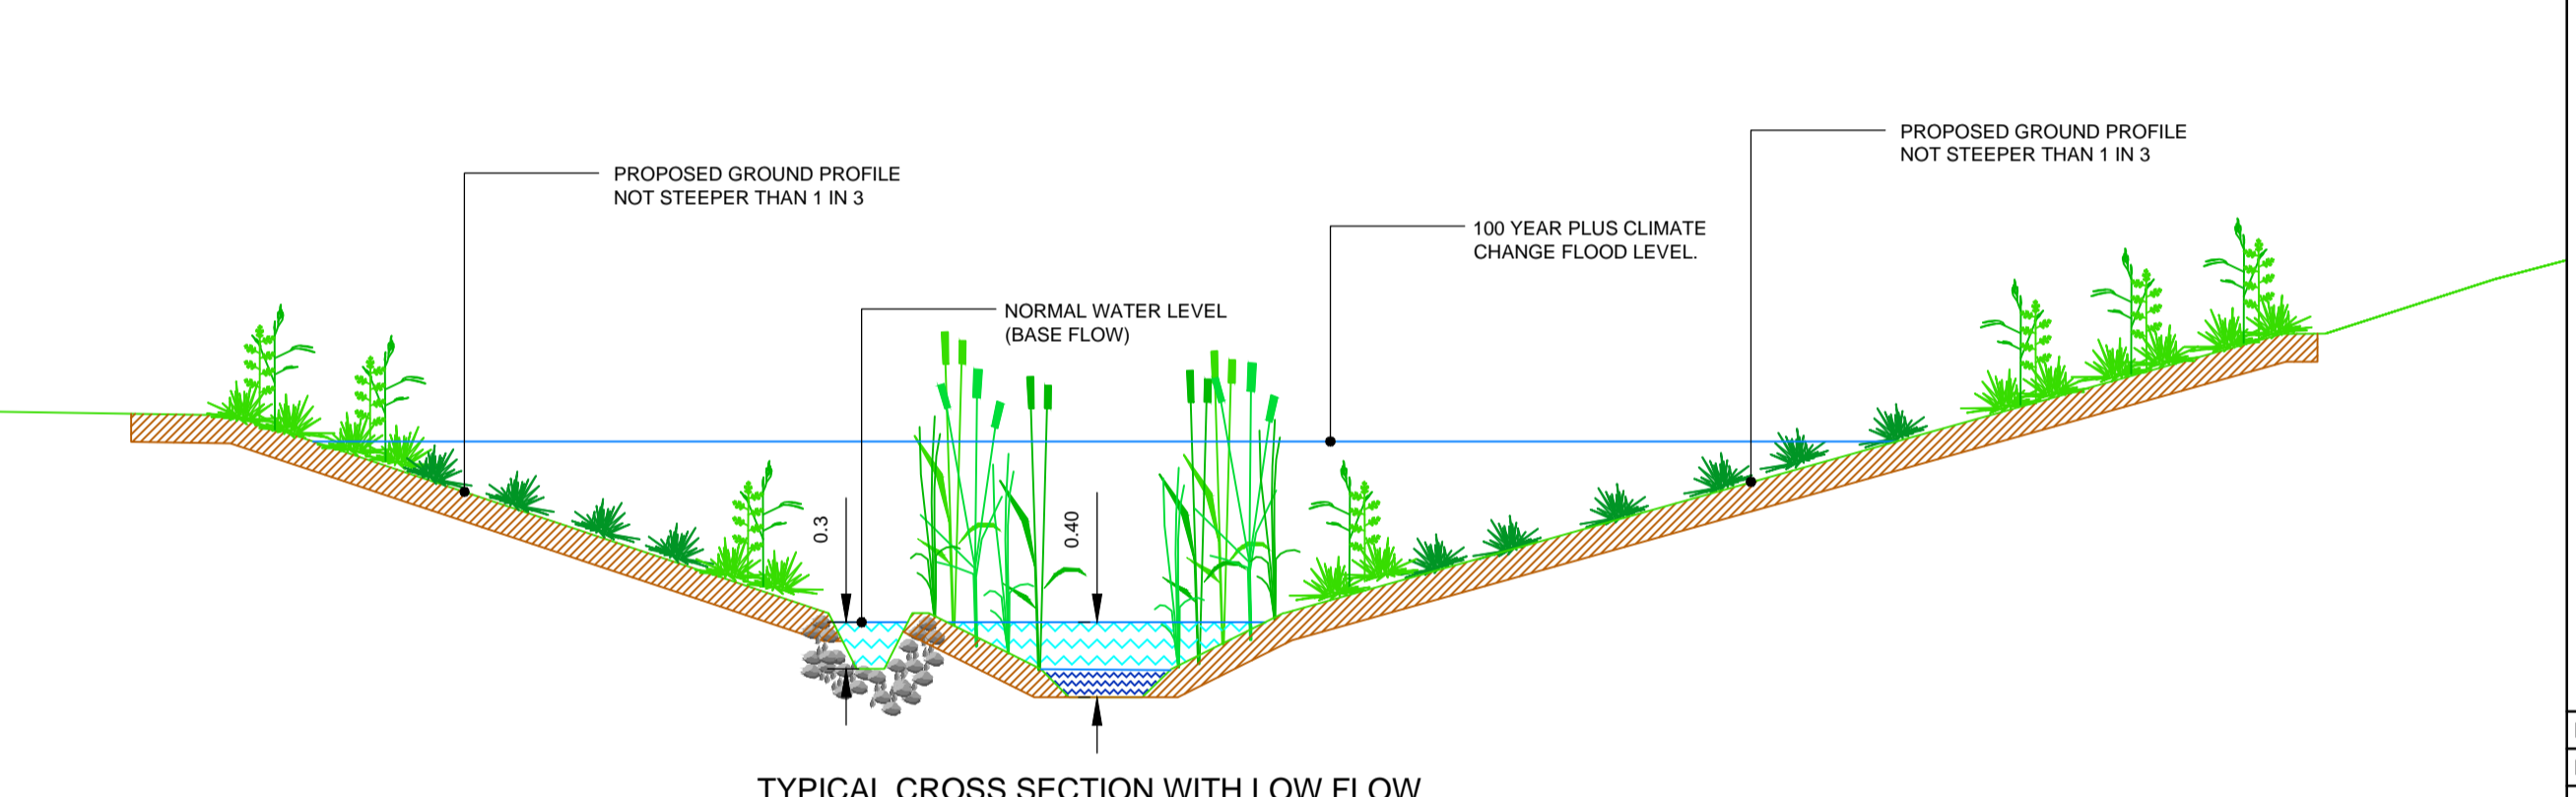 PROPOSED GROUND PROFILE
NOT STEEPER THAN 1 IN 3
PROPOSED GROUND PROFILE
NOT STEEPER THAN 1 IN 3
100 YEAR PLUS CLIMATE
CHANGE FLOOD LEVEL.
NORMAL WATER LEVEL
(BASE FLOW)
0.3
0.40
TYPICAL CROSS SECTION WITH LOW FLOW